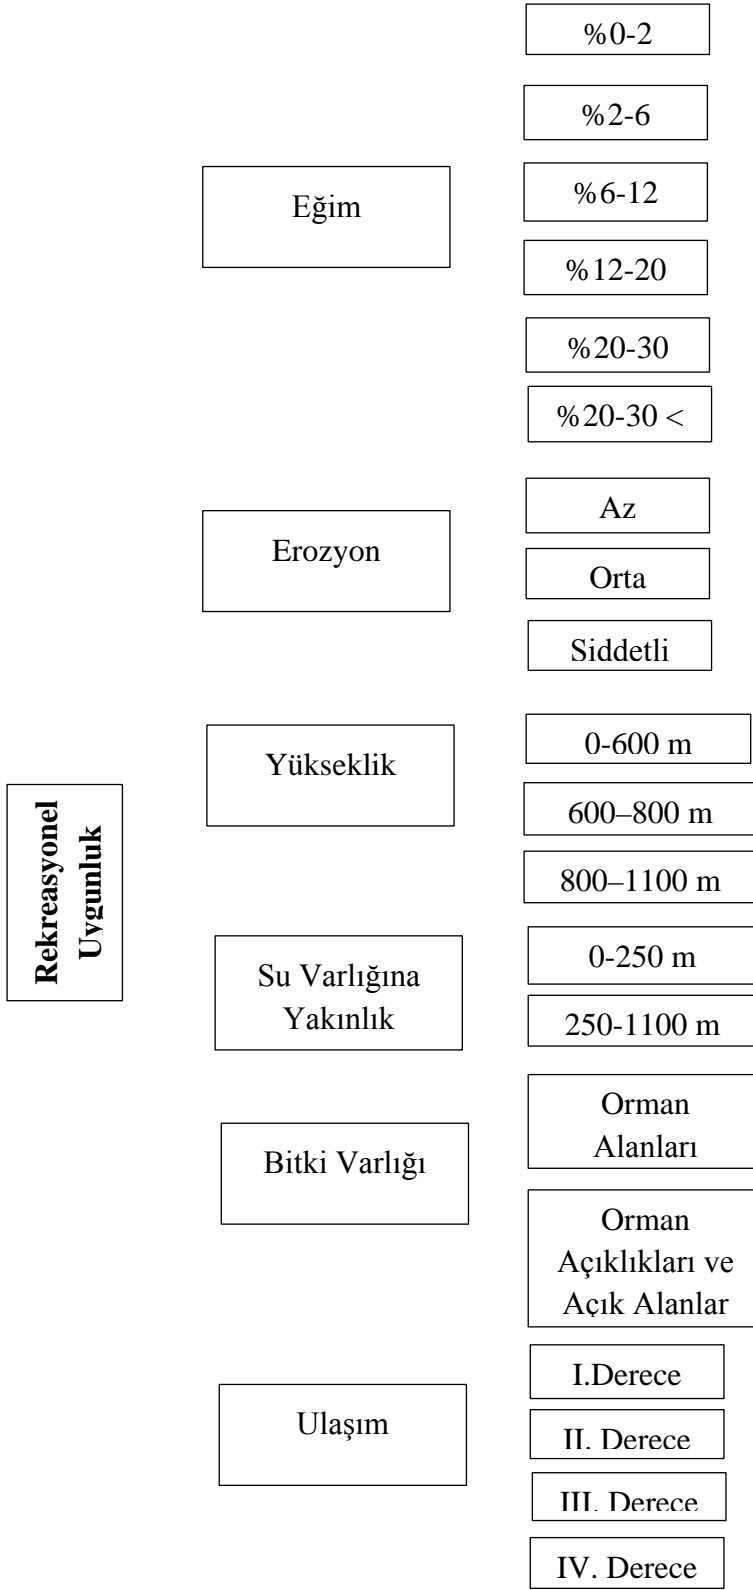 Rekreasyonel
Uygunluk
Eğim
%0-2
%2-6
%6-12
%12-20
%20-30
%20-30 <
Erozyon
Az
Orta
Siddetli
Yükseklik
0-600 m
600–800 m
800–1100 m
Su Varlığına
Yakınlık
0-250 m
250-1100 m
Bitki Varlığı
Orman
Alanları
Orman
Açıklıkları ve
Açık Alanlar
Ulaşım
I.Derece
II. Derece
III. Derece
IV. Derece